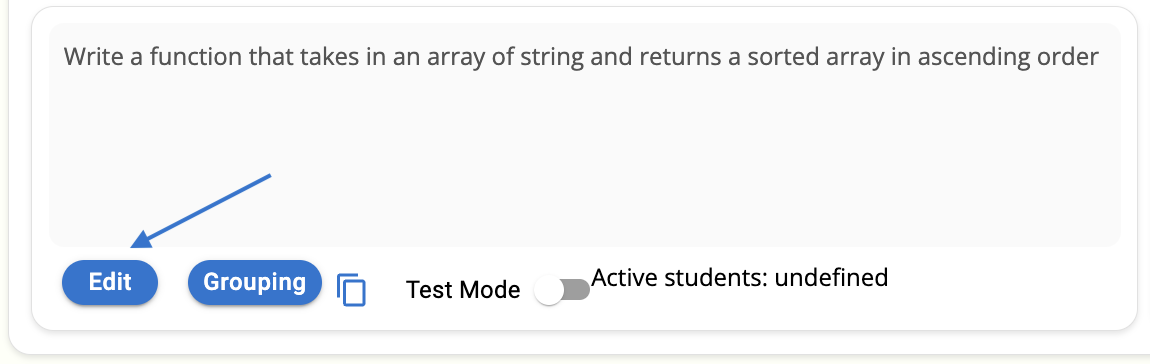 Write a function that takes in an array of string and returns a sorted array in ascending order
Edit Grouping Test Mode Active students: undefined